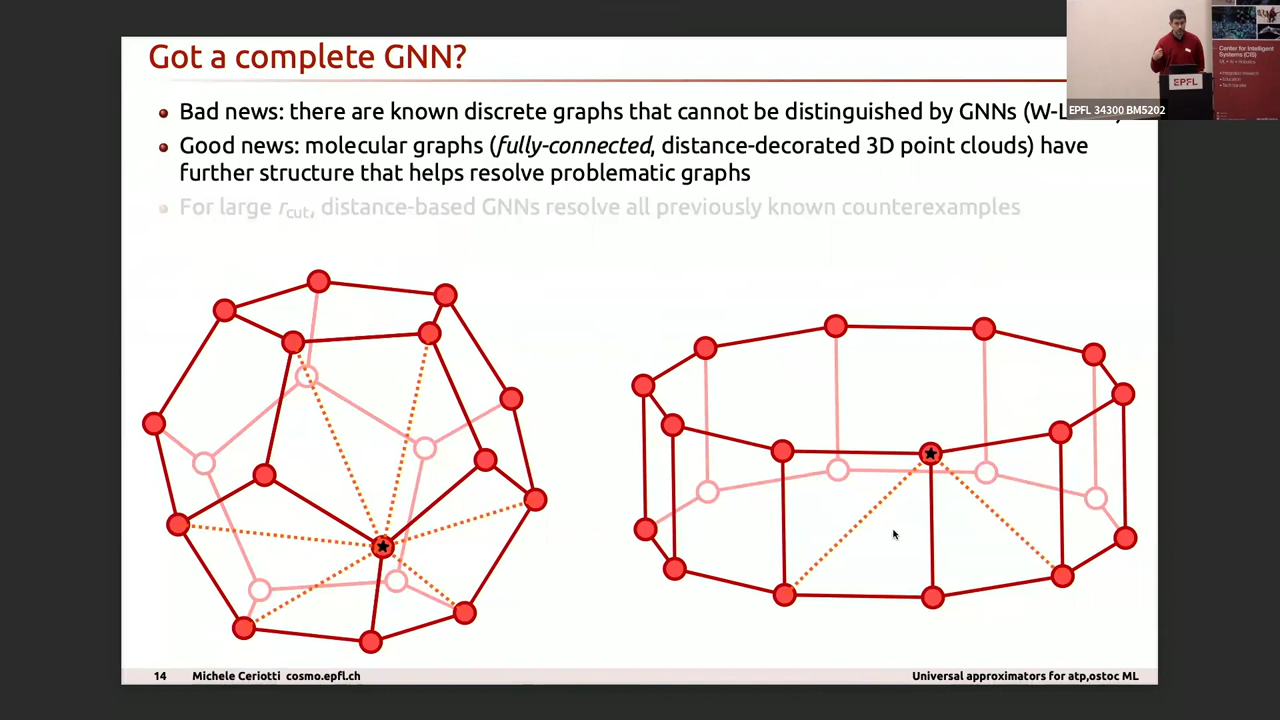 Got a complete GNN?
Bad news: there are known discrete graphs that cannot be distinguished by GNNs (W-L
Good news: molecular graphs (fully-connected, distance-decorated 3D point clouds) have
further structure that helps resolve problematic graphs
For large rcut, distance-based GNNs resolve all previously known counterexamples
14 Michele Ceriotti cosmo.epfl.ch
Universal approximators for atp,ostoc ML
EPFL
EPFL 34300 BM5202
Center for Intelligent
Systems (CIS)